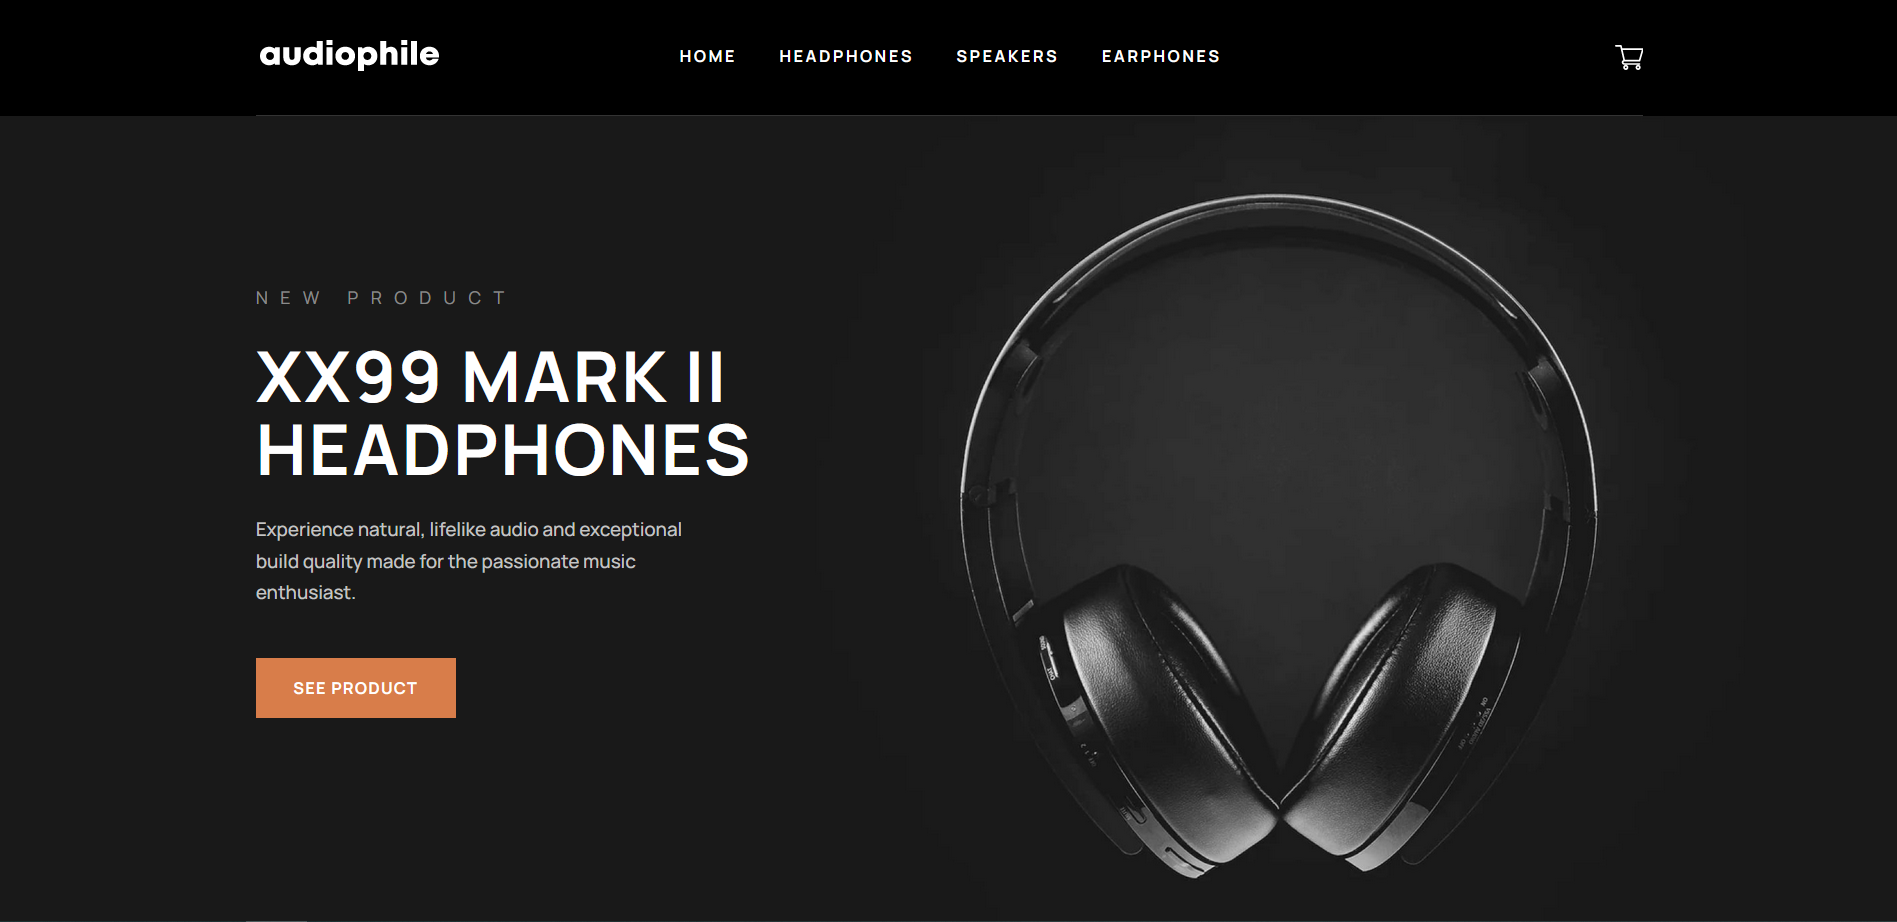 audiophile
HOME HEADPHONES SPEAKERS EARPHONES
NEW PRODUCT
XX99 MARK II
HEADPHONES
Experience natural, lifelike audio and exceptional
build quality made for the passionate music
enthusiast.
SEE PRODUCT